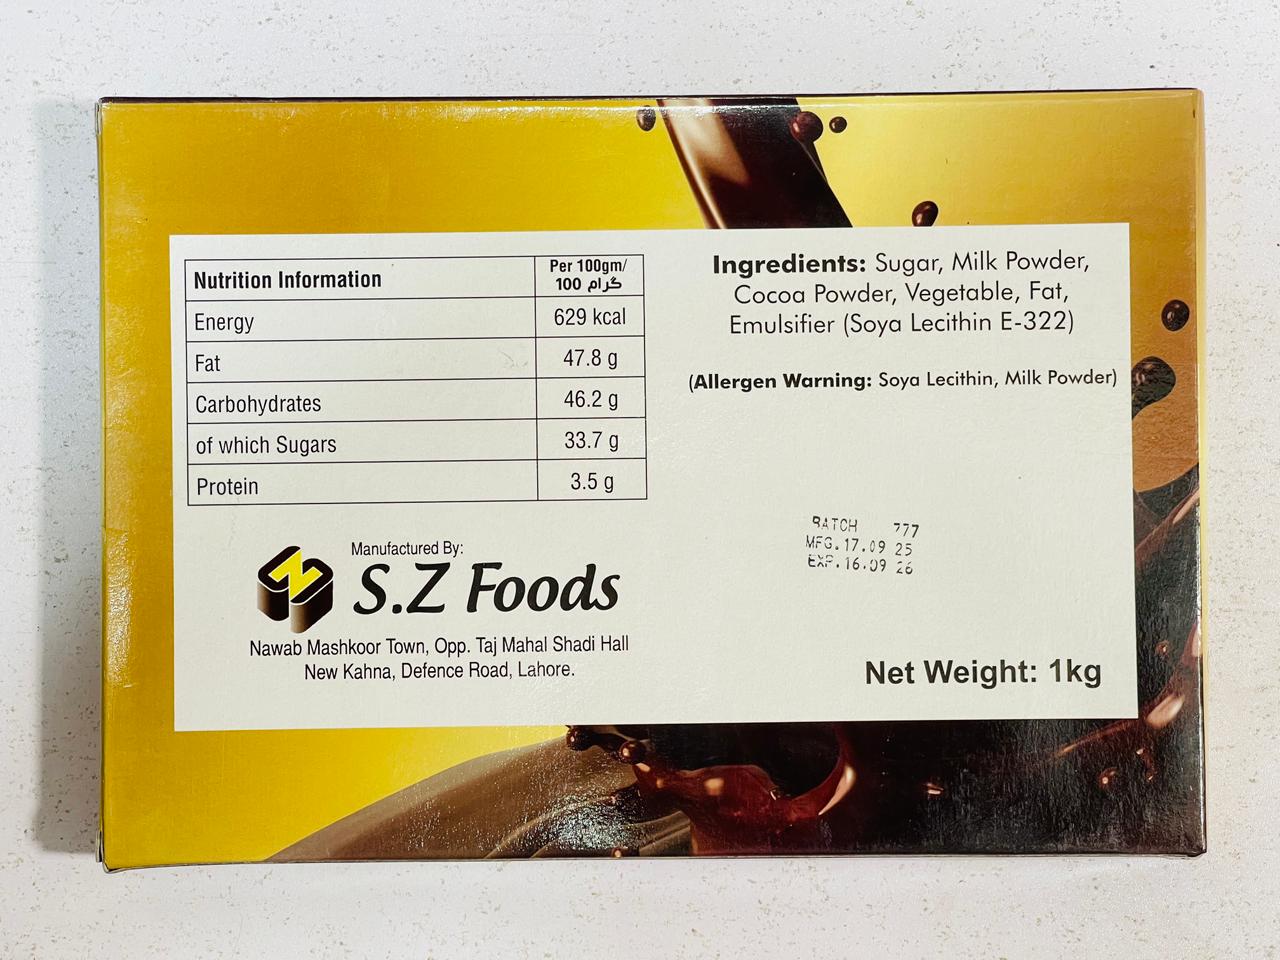 Nutrition Information Per 100gm/
100 گرام
Energy 629 kcal
Fat 47.8 g
Carbohydrates 46.2 g
of which Sugars 33.7 g
Protein 3.5 g
Manufactured By:
S.Z Foods
Nawab Mashkoor Town, Opp. Taj Mahal Shadi Hall
New Kahna, Defence Road, Lahore.
Ingredients: Sugar, Milk Powder,
Cocoa Powder, Vegetable, Fat,
Emulsifier (Soya Lecithin E-322)
(Allergen Warning: Soya Lecithin, Milk Powder)
BATCH 777
MFG.17.09 25
EXP.16.09 26
Net Weight: 1kg